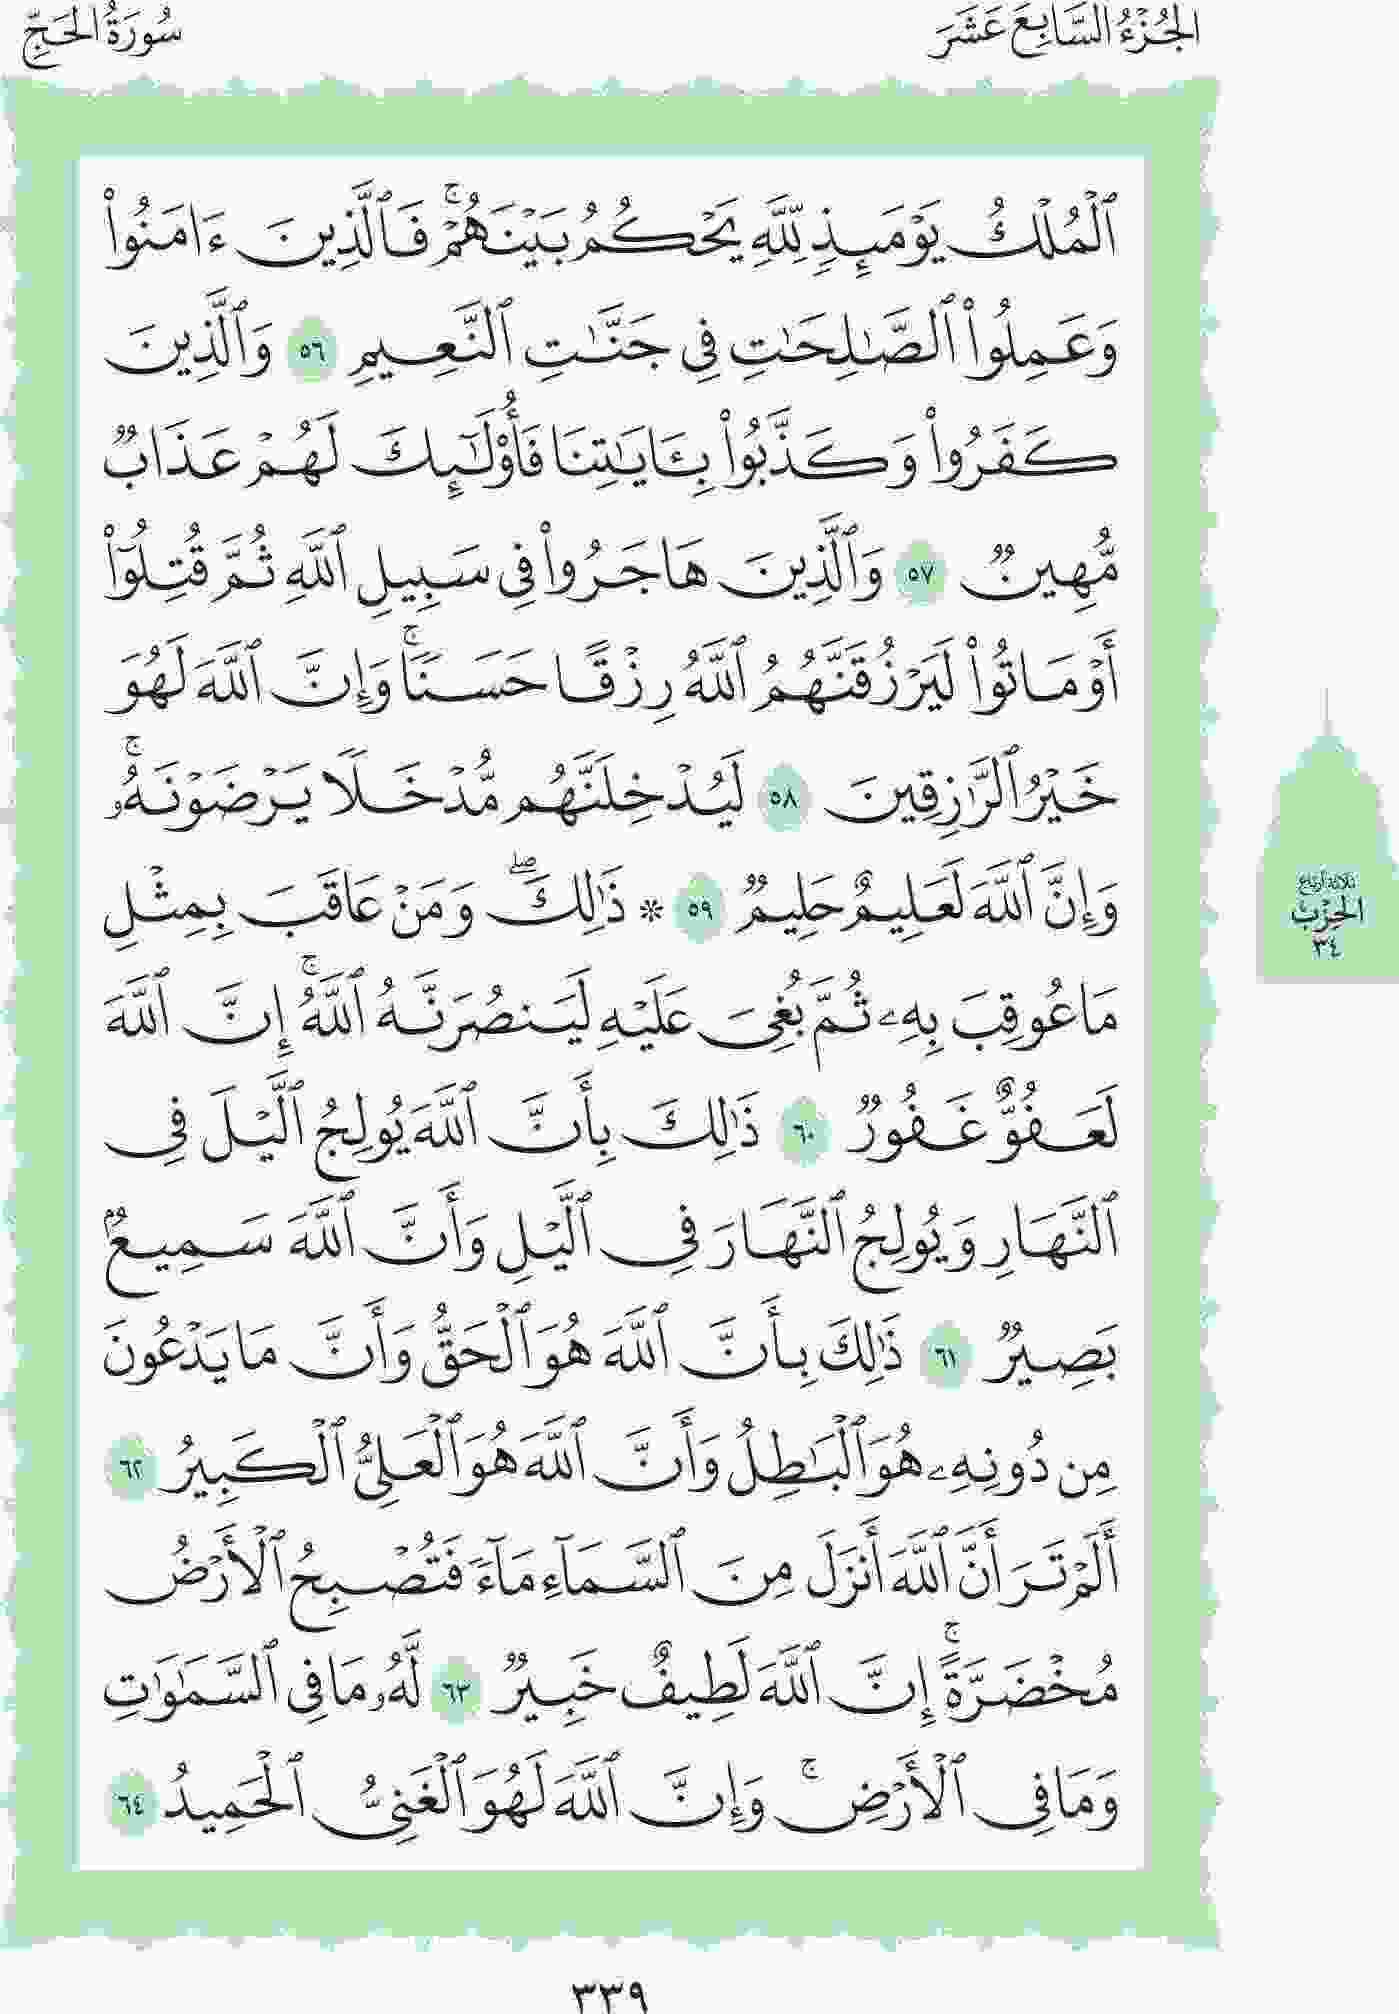 الجُزْءُ السَّابِعَ عَشَرَ
سُورَةُ الحَجِّ
ٱلۡمُلۡكُ يَوۡمَئِذٖ لِّلَّهِ يَحۡكُمُ بَيۡنَهُمۡۚ فَٱلَّذِينَ ءَامَنُواْ
وَعَمِلُواْ ٱلصَّٰلِحَٰتِ فِي جَنَّٰتِ ٱلنَّعِيمِ ٥٦ وَٱلَّذِينَ
كَفَرُواْ وَكَذَّبُواْ بِـَٔايَٰتِنَا فَأُوْلَٰٓئِكَ لَهُمۡ عَذَابٞ
مُّهِينٞ ٥٧ وَٱلَّذِينَ هَاجَرُواْ فِي سَبِيلِ ٱللَّهِ ثُمَّ قُتِلُوٓاْ
أَوۡ مَاتُواْ لَيَرۡزُقَنَّهُمُ ٱللَّهُ رِزۡقًا حَسَنٗاۚ وَإِنَّ ٱللَّهَ لَهُوَ
خَيۡرُ ٱلرَّٰزِقِينَ ٥٨ لَيُدۡخِلَنَّهُم مُّدۡخَلٗا يَرۡضَوۡنَهُۥۚ
وَإِنَّ ٱللَّهَ لَعَلِيمٌ حَلِيمٞ ٥٩ ۞ ذَٰلِكَۖ وَمَنۡ عَاقَبَ بِمِثۡلِ
مَا عُوقِبَ بِهِۦ ثُمَّ بُغِيَ عَلَيۡهِ لَيَنصُرَنَّهُ ٱللَّهُۚ إِنَّ ٱللَّهَ
لَعَفُوٌّ غَفُورٞ ٦٠ ذَٰلِكَ بِأَنَّ ٱللَّهَ يُولِجُ ٱلَّيۡلَ فِي
ٱلنَّهَارِ وَيُولِجُ ٱلنَّهَارَ فِي ٱلَّيۡلِ وَأَنَّ ٱللَّهَ سَمِيعُۢ
بَصِيرٞ ٦١ ذَٰلِكَ بِأَنَّ ٱللَّهَ هُوَ ٱلۡحَقُّ وَأَنَّ مَا يَدۡعُونَ
مِن دُونِهِۦ هُوَ ٱلۡبَٰطِلُ وَأَنَّ ٱللَّهَ هُوَ ٱلۡعَلِيُّ ٱلۡكَبِيرُ ٦٢
أَلَمۡ تَرَ أَنَّ ٱللَّهَ أَنزَلَ مِنَ ٱلسَّمَآءِ مَآءٗ فَتُصۡبِحُ ٱلۡأَرۡضُ
مُخۡضَرَّةًۚ إِنَّ ٱللَّهَ لَطِيفٌ خَبِيرٞ ٦٣ لَّهُۥ مَا فِي ٱلسَّمَٰوَٰتِ
وَمَا فِي ٱلۡأَرۡضِۚ وَإِنَّ ٱللَّهَ لَهُوَ ٱلۡغَنِيُّ ٱلۡحَمِيدُ ٦٤
ثلاثة أرباع
الحِزْب
٣٤
٣٣٩